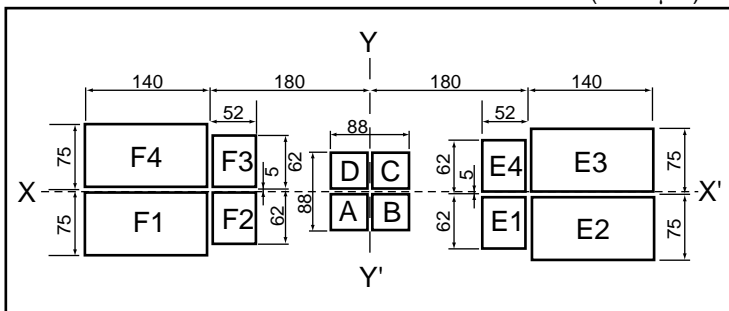 Y
140 180 180 140
52 88 52
75 F4 F3 5 62 D C 62 5 E4 E3 75
X X'
75 F1 F2 62 88 A B 62 E1 E2 75
Y'